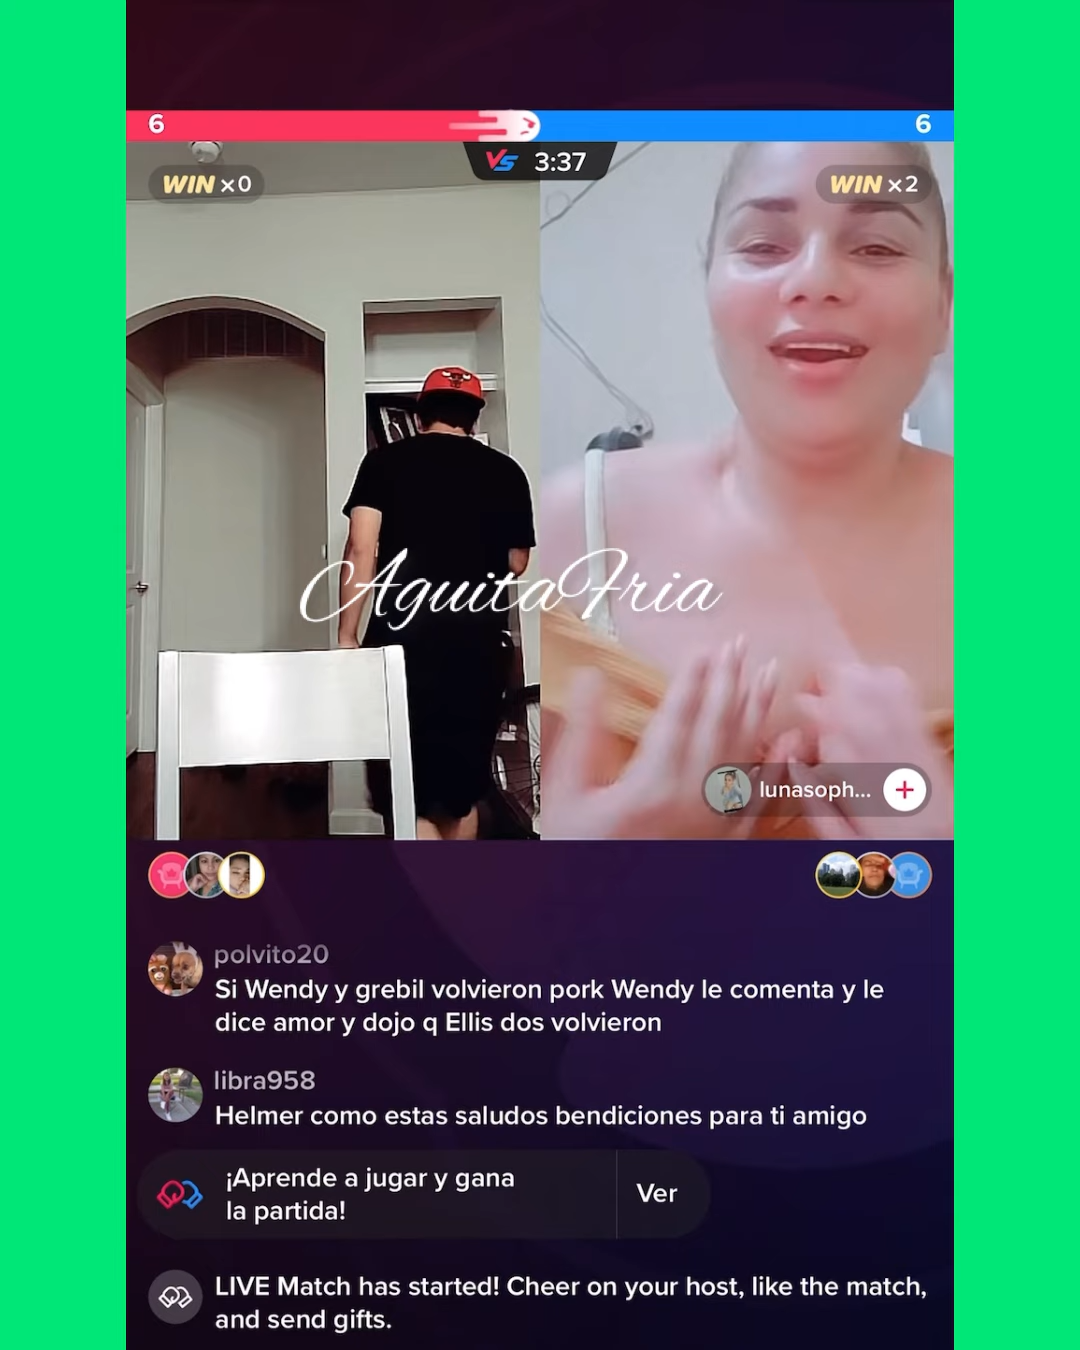 6
6
VS 3:37
WIN x0
WIN x2
AguitaFria
lunasoph...
polvito20
Si Wendy y grebil volvieron pork Wendy le comenta y le
dice amor y dojo q Ellis dos volvieron
libra958
Helmer como estas saludos bendiciones para ti amigo
¡Aprende a jugar y gana
la partida!
Ver
LIVE Match has started! Cheer on your host, like the match,
and send gifts.